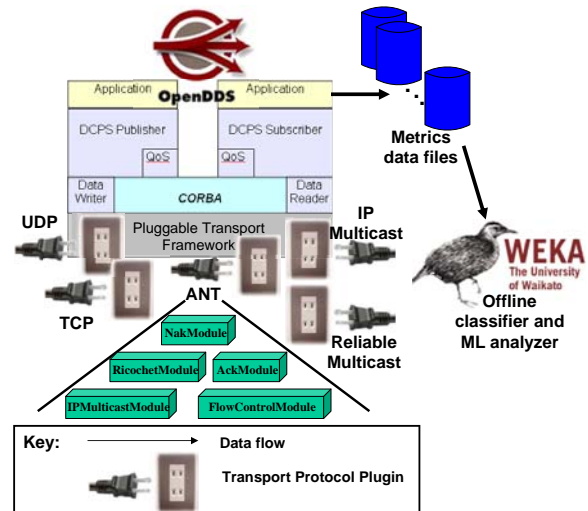 OpenDDS
Application
Application
DCPS Publisher
DCPS Subscriber
QoS
QoS
Data
Writer
CORBA
Data
Reader
Pluggable Transport
Framework
UDP
TCP
ANT
IP
Multicast
Reliable
Multicast
Metrics
data files
WEKA
The University
of Waikato
Offline
classifier and
ML analyzer
NakModule
RicochetModule
AckModule
IPMulticastModule
FlowControlModule
Key:
Data flow
Transport Protocol Plugin